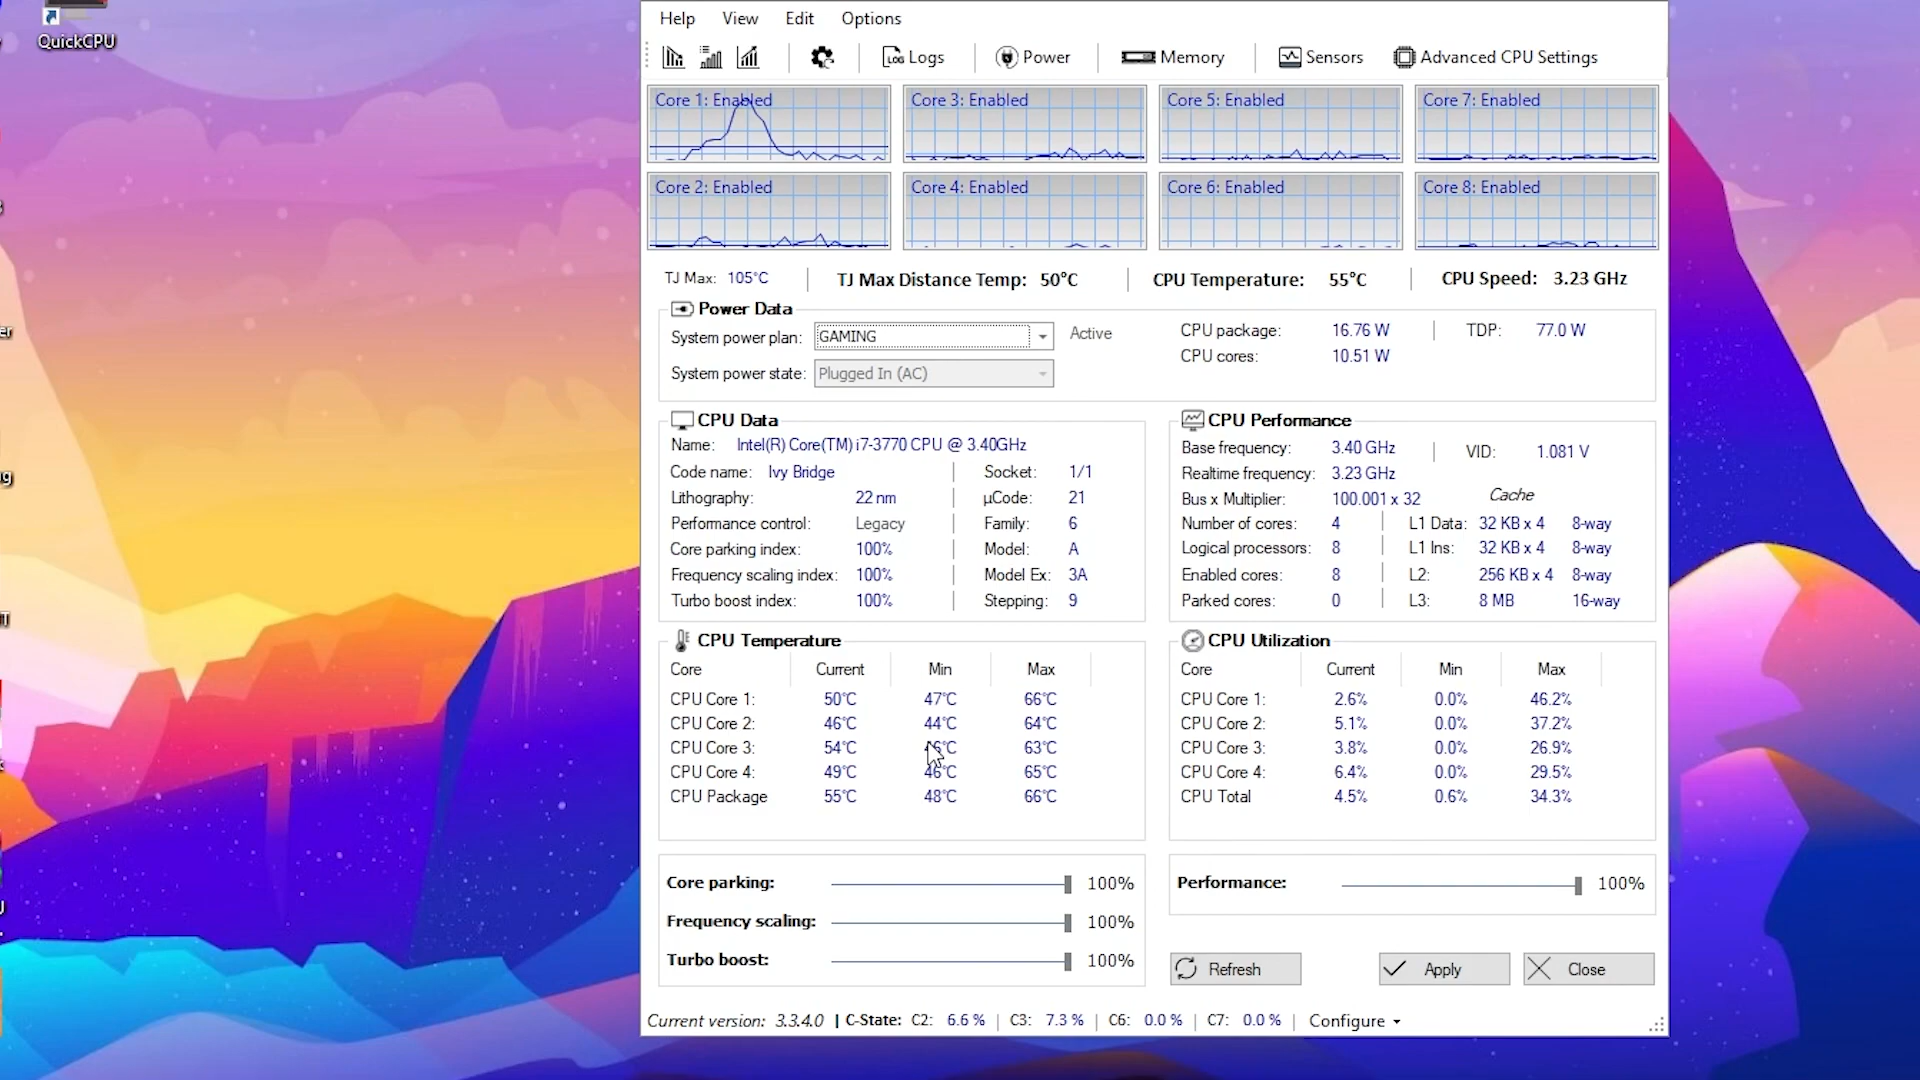 QuickCPU
Help View Edit Options
Logs Power Memory Sensors Advanced CPU Settings
Core 1: Enabled Core 3: Enabled Core 5: Enabled Core 7: Enabled
Core 2: Enabled Core 4: Enabled Core 6: Enabled Core 8: Enabled
TJ Max: 105°C TJ Max Distance Temp: 50°C CPU Temperature: 55°C CPU Speed: 3.23 GHz
Power Data
System power plan: GAMING Active CPU package: 16.76 W TDP: 77.0 W
CPU cores: 10.51 W
System power state: Plugged In (AC)
CPU Data
Name: Intel(R) Core(TM) i7-3770 CPU @ 3.40GHz
Code name: Ivy Bridge Socket: 1/1
Lithography: 22 nm µCode: 21
Performance control: Legacy Family: 6
Core parking index: 100% Model: A
Frequency scaling index: 100% Model Ex: 3A
Turbo boost index: 100% Stepping: 9
CPU Performance
Base frequency: 3.40 GHz VID: 1.081 V
Realtime frequency: 3.23 GHz
Bus x Multiplier: 100.001 x 32 Cache
Number of cores: 4 L1 Data: 32 KB x 4 8-way
Logical processors: 8 L1 Ins: 32 KB x 4 8-way
Enabled cores: 8 L2: 256 KB x 4 8-way
Parked cores: 0 L3: 8 MB 16-way
CPU Temperature
Core Current Min Max
CPU Core 1: 50°C 47°C 66°C
CPU Core 2: 46°C 44°C 64°C
CPU Core 3: 54°C 63°C
CPU Core 4: 49°C 46°C 65°C
CPU Package 55°C 48°C 66°C
CPU Utilization
Core Current Min Max
CPU Core 1: 2.6% 0.0% 46.2%
CPU Core 2: 5.1% 0.0% 37.2%
CPU Core 3: 3.8% 0.0% 26.9%
CPU Core 4: 6.4% 0.0% 29.5%
CPU Total 4.5% 0.6% 34.3%
Core parking: 100%
Frequency scaling: 100%
Turbo boost: 100%
Performance: 100%
Refresh Apply Close
Current version: 3.3.4.0 | C-State: C2: 6.6 % | C3: 7.3 % | C6: 0.0 % | C7: 0.0 % | Configure